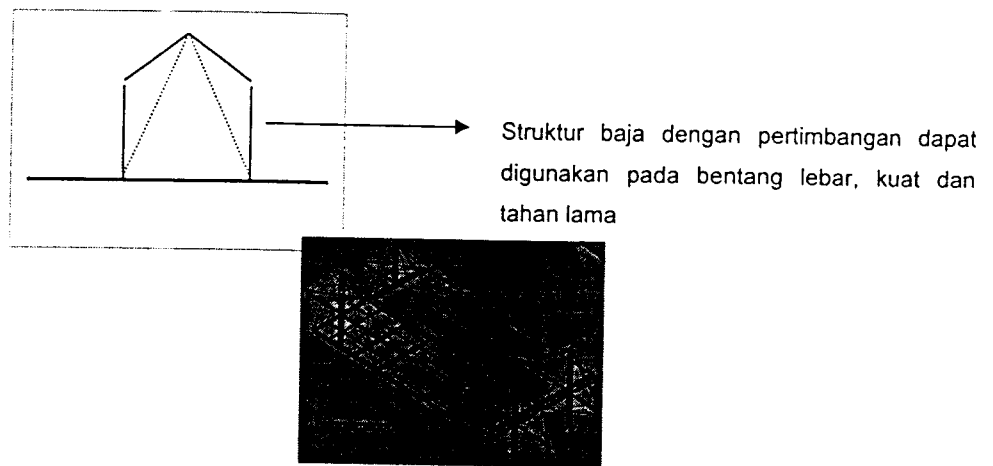 Struktur baja dengan pertimbangan dapat
digunakan pada bentang lebar, kuat dan
tahan lama